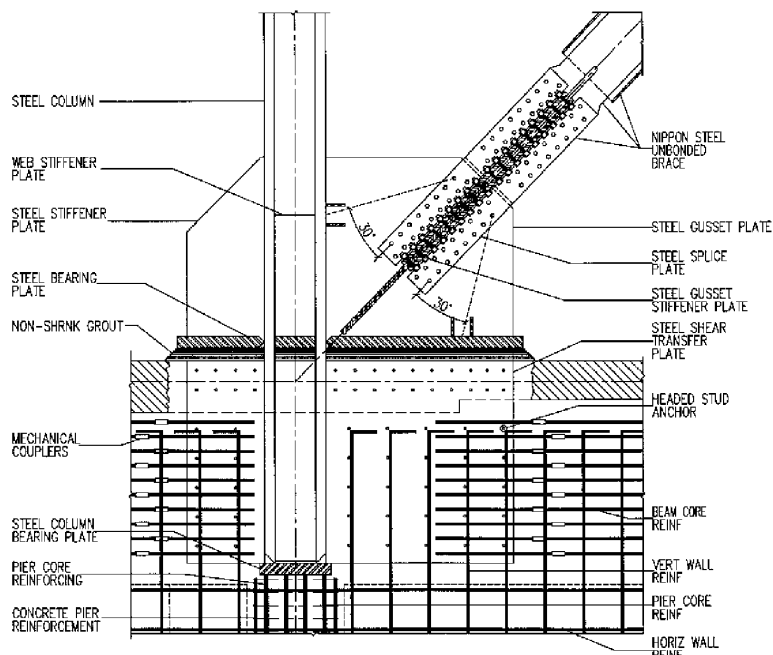 STEEL COLUMN
WEB STIFFENER
PLATE
STEEL STIFFENER
PLATE
STEEL BEARING
PLATE
NON-SHRNK GROUT
MECHANICAL
COUPLERS
STEEL COLUMN
BEARING PLATE
PIER CORE
REINFORCING
CONCRETE PIER
REINFORCEMENT
30°
30°
NIPPON STEEL
UNBONDED
BRACE
STEEL GUSSET PLATE
STEEL SPLICE
PLATE
STEEL GUSSET
STIFFENER PLATE
STEEL SHEAR
TRANSFER
PLATE
HEADED STUD
ANCHOR
BEAM CORE
REINF
VERT WALL
REINF
PIER CORE
REINF
HORIZ WALL
REINF